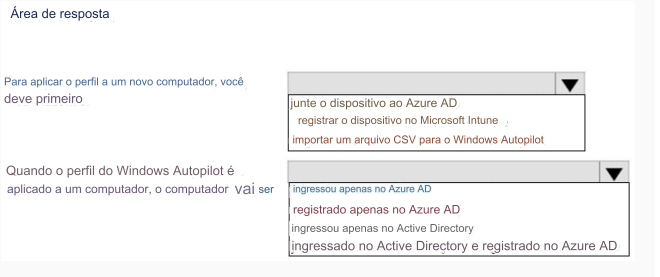 Área de resposta
Para aplicar o perfil a um novo computador, você
deve primeiro
junte o dispositivo ao Azure AD
registrar o dispositivo no Microsoft Intune
importar um arquivo CSV para o Windows Autopilot
Quando o perfil do Windows Autopilot é
aplicado a um computador, o computador vai ser
ingressou apenas no Azure AD
registrado apenas no Azure AD
ingressou apenas no Active Directory
ingressado no Active Directory e registrado no Azure AD